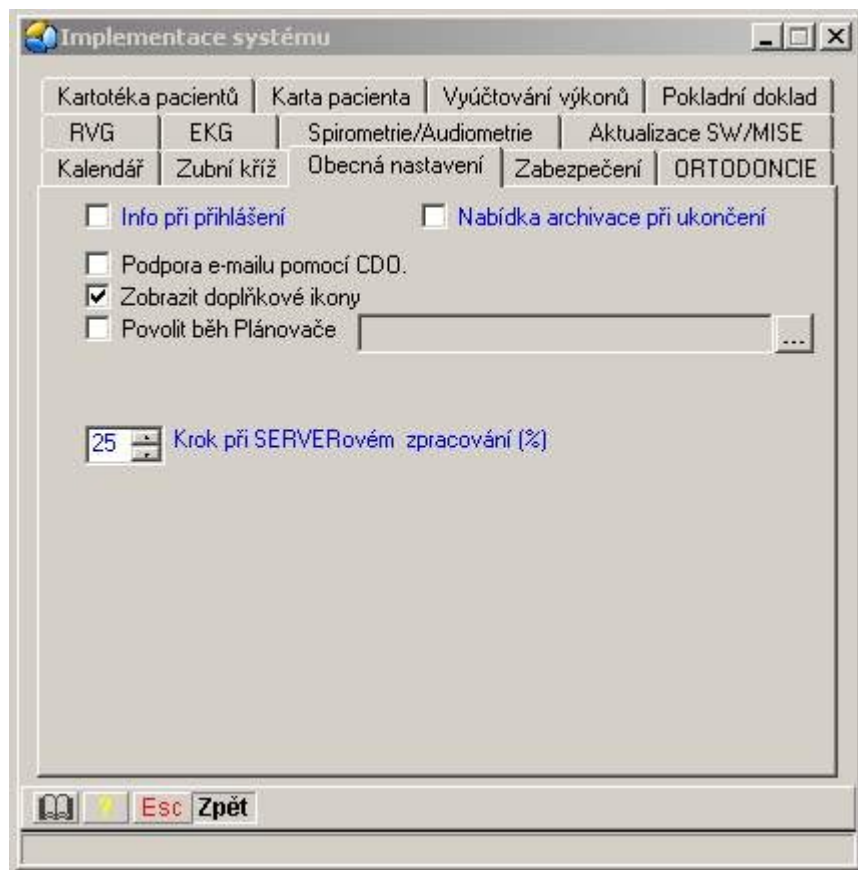 Implementace systému
Kartotéka pacientů Karta pacienta Vyúčtování výkonů Pokladní doklad
RVG EKG Spirometrie/Audiometrie Aktualizace SW/MISE
Kalendář Zubní kříž Obecná nastavení Zabezpečení ORTODONCIE
Info při přihlášení Nabídka archivace při ukončení
Podpora e-mailu pomocí CDO.
Zobrazit doplňkové ikony
Povolit běh Plánovače ...
25 Krok při SERVERovém zpracování (%)
? Esc Zpět